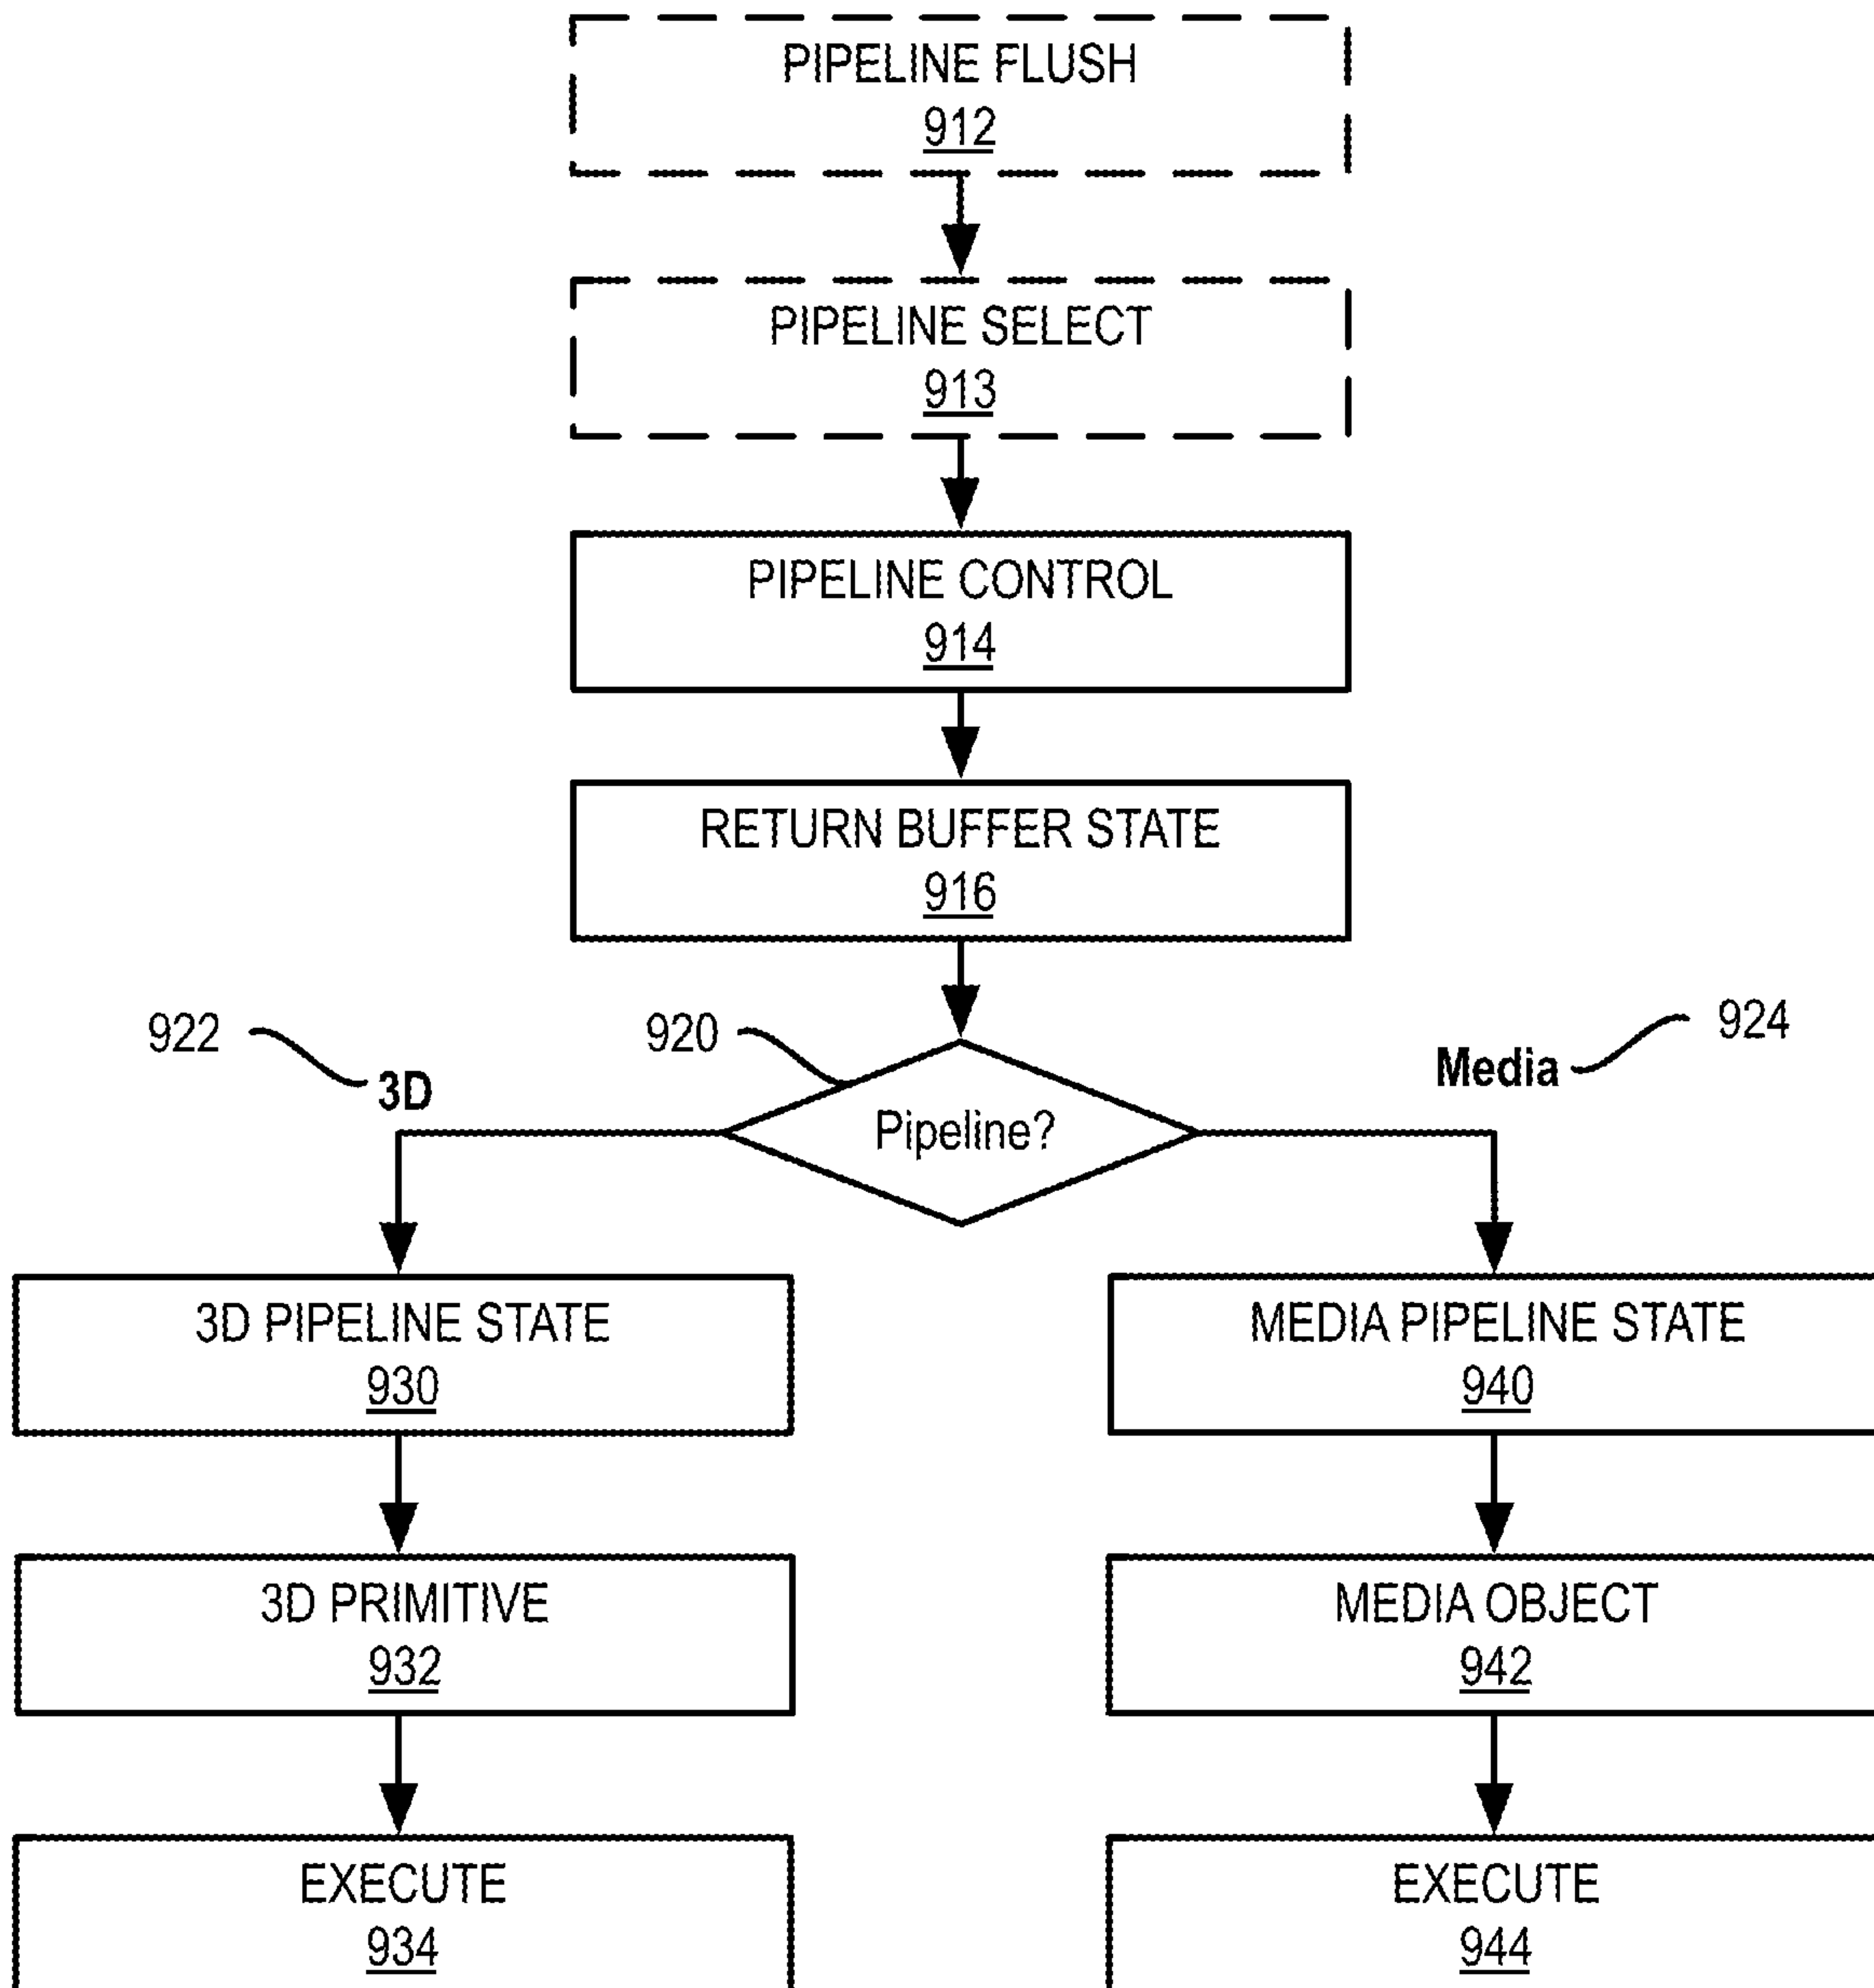 PIPELINE FLUSH
912
PIPELINE SELECT
913
PIPELINE CONTROL
914
RETURN BUFFER STATE
916
922
920
924
3D
Media
Pipeline?
3D PIPELINE STATE
930
MEDIA PIPELINE STATE
940
3D PRIMITIVE
932
MEDIA OBJECT
942
EXECUTE
934
EXECUTE
944